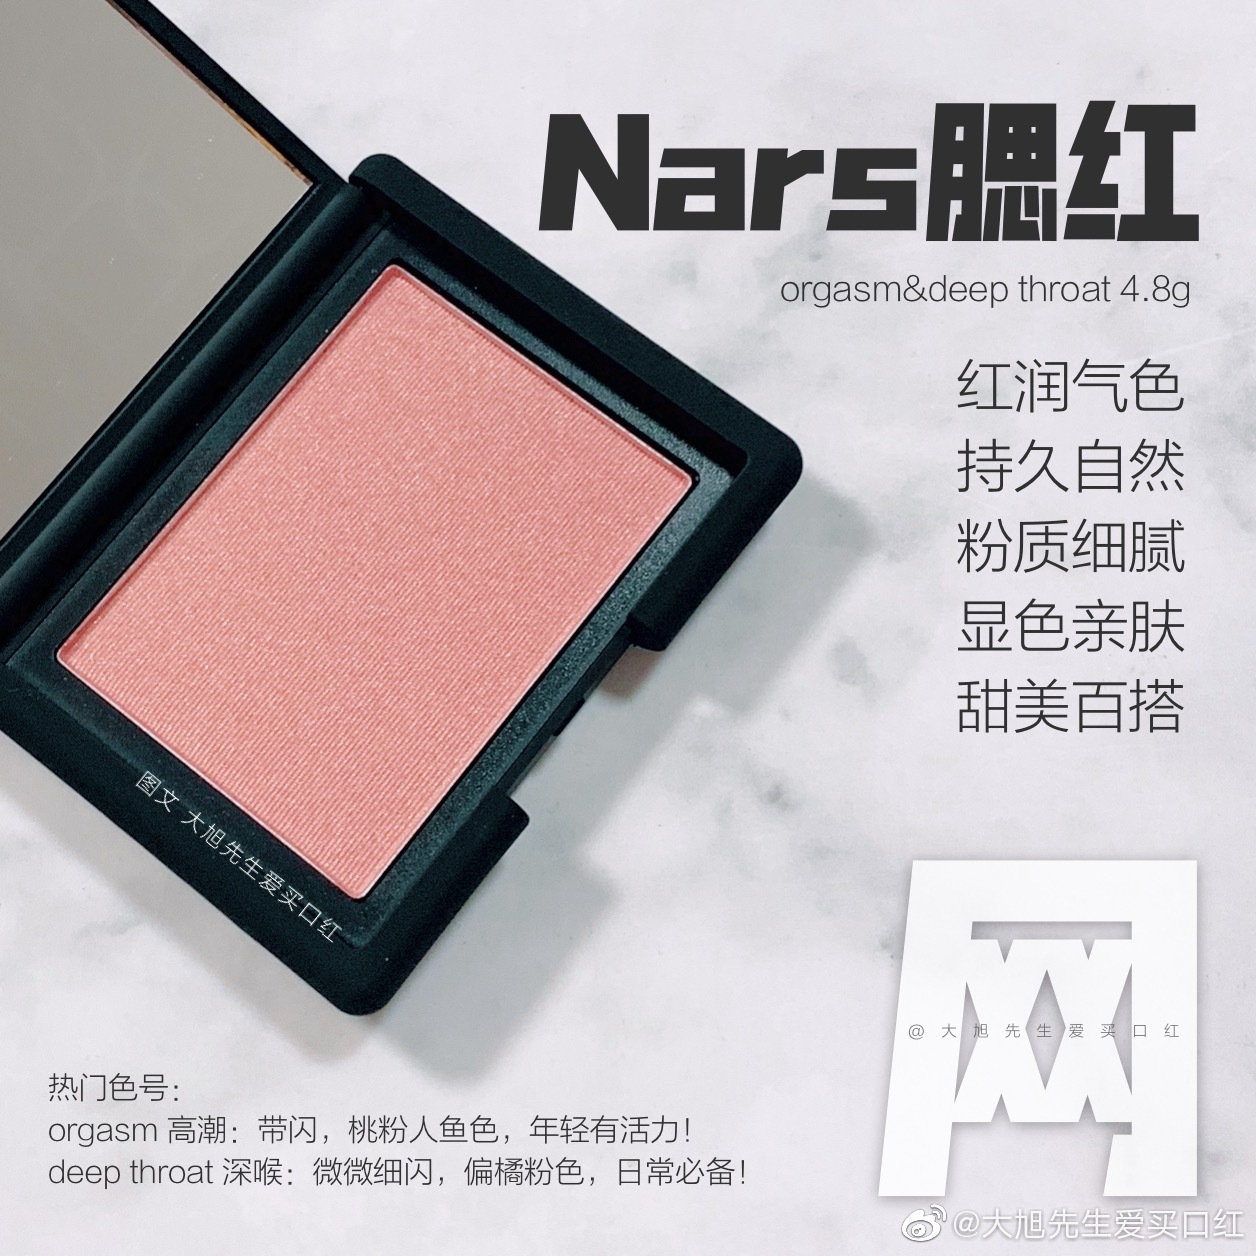 Nars腮红
orgasm&deep throat 4.8g
红润气色
持久自然
粉质细腻
显色亲肤
甜美百搭
图文 大旭先生爱买口红
网
@大旭先生爱买口红
热门色号：
orgasm 高潮：带闪，桃粉人鱼色，年轻有活力！
deep throat 深喉：微微细闪，偏橘粉色，日常必备！
@大旭先生爱买口红